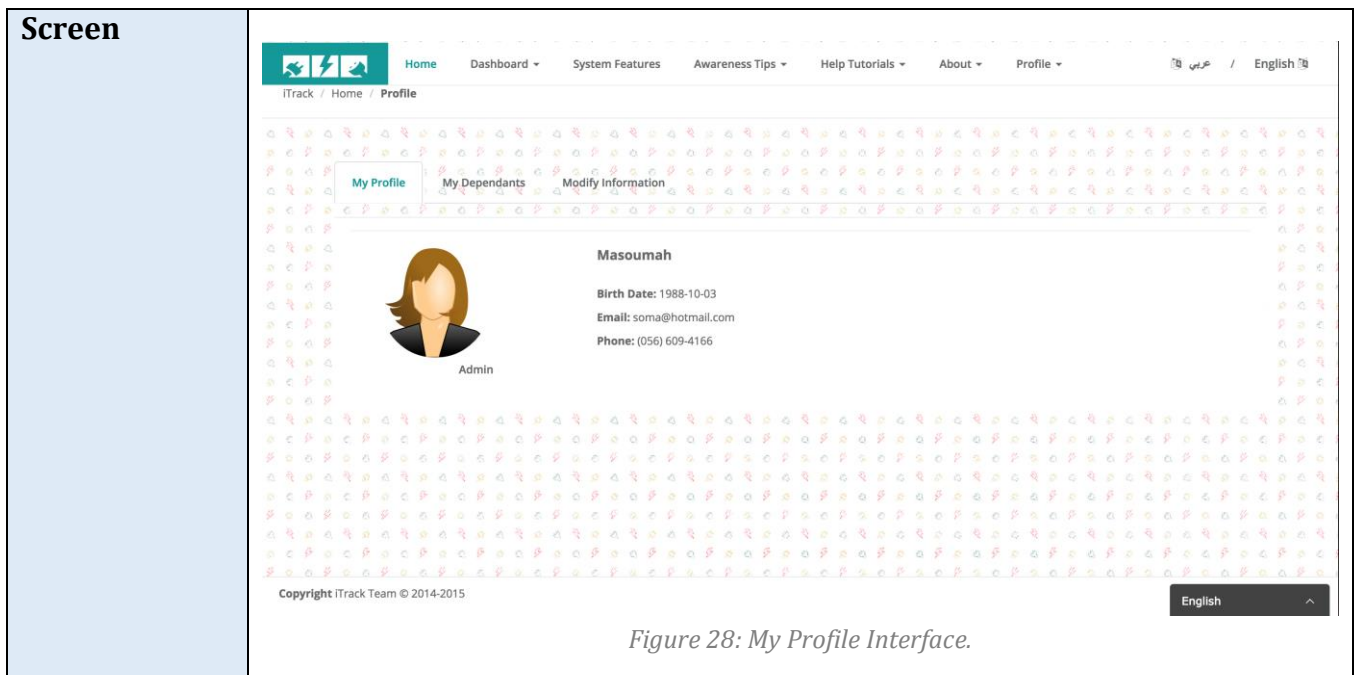 Screen
Home Dashboard System Features Awareness Tips Help Tutorials About Profile عربي / English
iTrack / Home / Profile
My Profile My Dependants Modify Information
Masoumah
Birth Date: 1988-10-03
Email: soma@hotmail.com
Phone: (056) 609-4166
Admin
Copyright iTrack Team © 2014-2015
English
Figure 28: My Profile Interface.